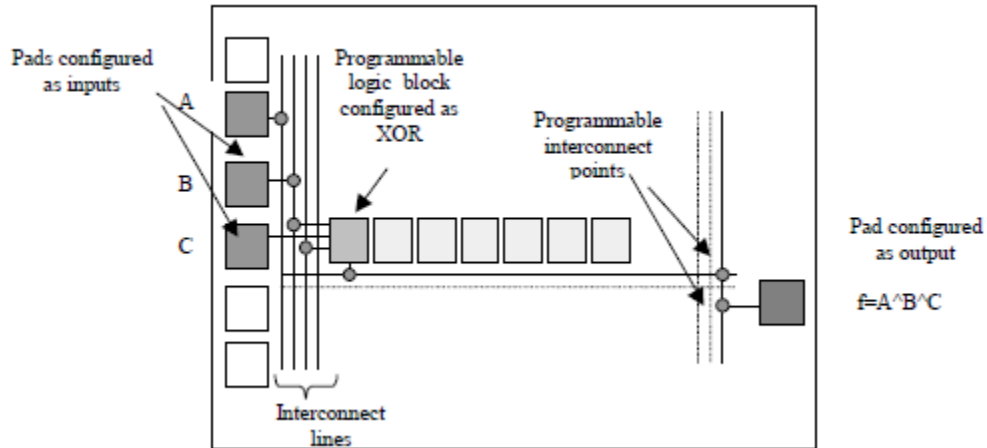 Pads configured
as inputs
A
B
C
Programmable
logic block
configured as
XOR
Programmable
interconnect
points
Pad configured
as output
f=A^B^C
Interconnect
lines